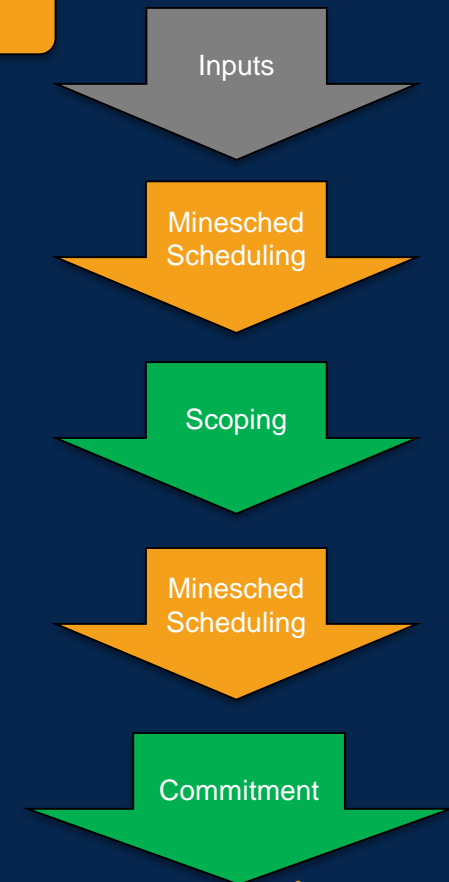 Inputs
Minesched
Scheduling
Scoping
Minesched
Scheduling
Commitment